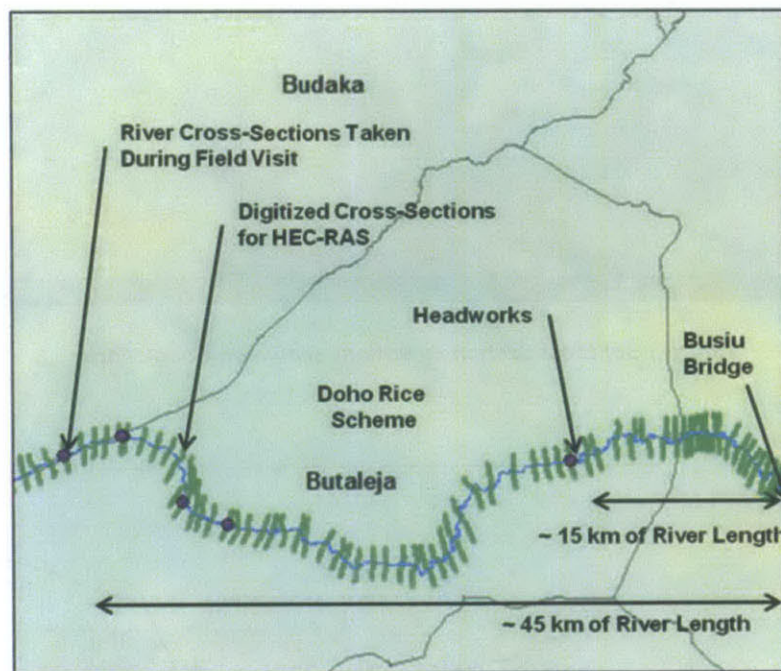 Budaka
River Cross-Sections Taken
During Field Visit
Digitized Cross-Sections
for HEC-RAS
Headworks
Busiu
Bridge
Doho Rice
Scheme
Butaleja
~ 15 km of River Length
~ 45 km of River Length